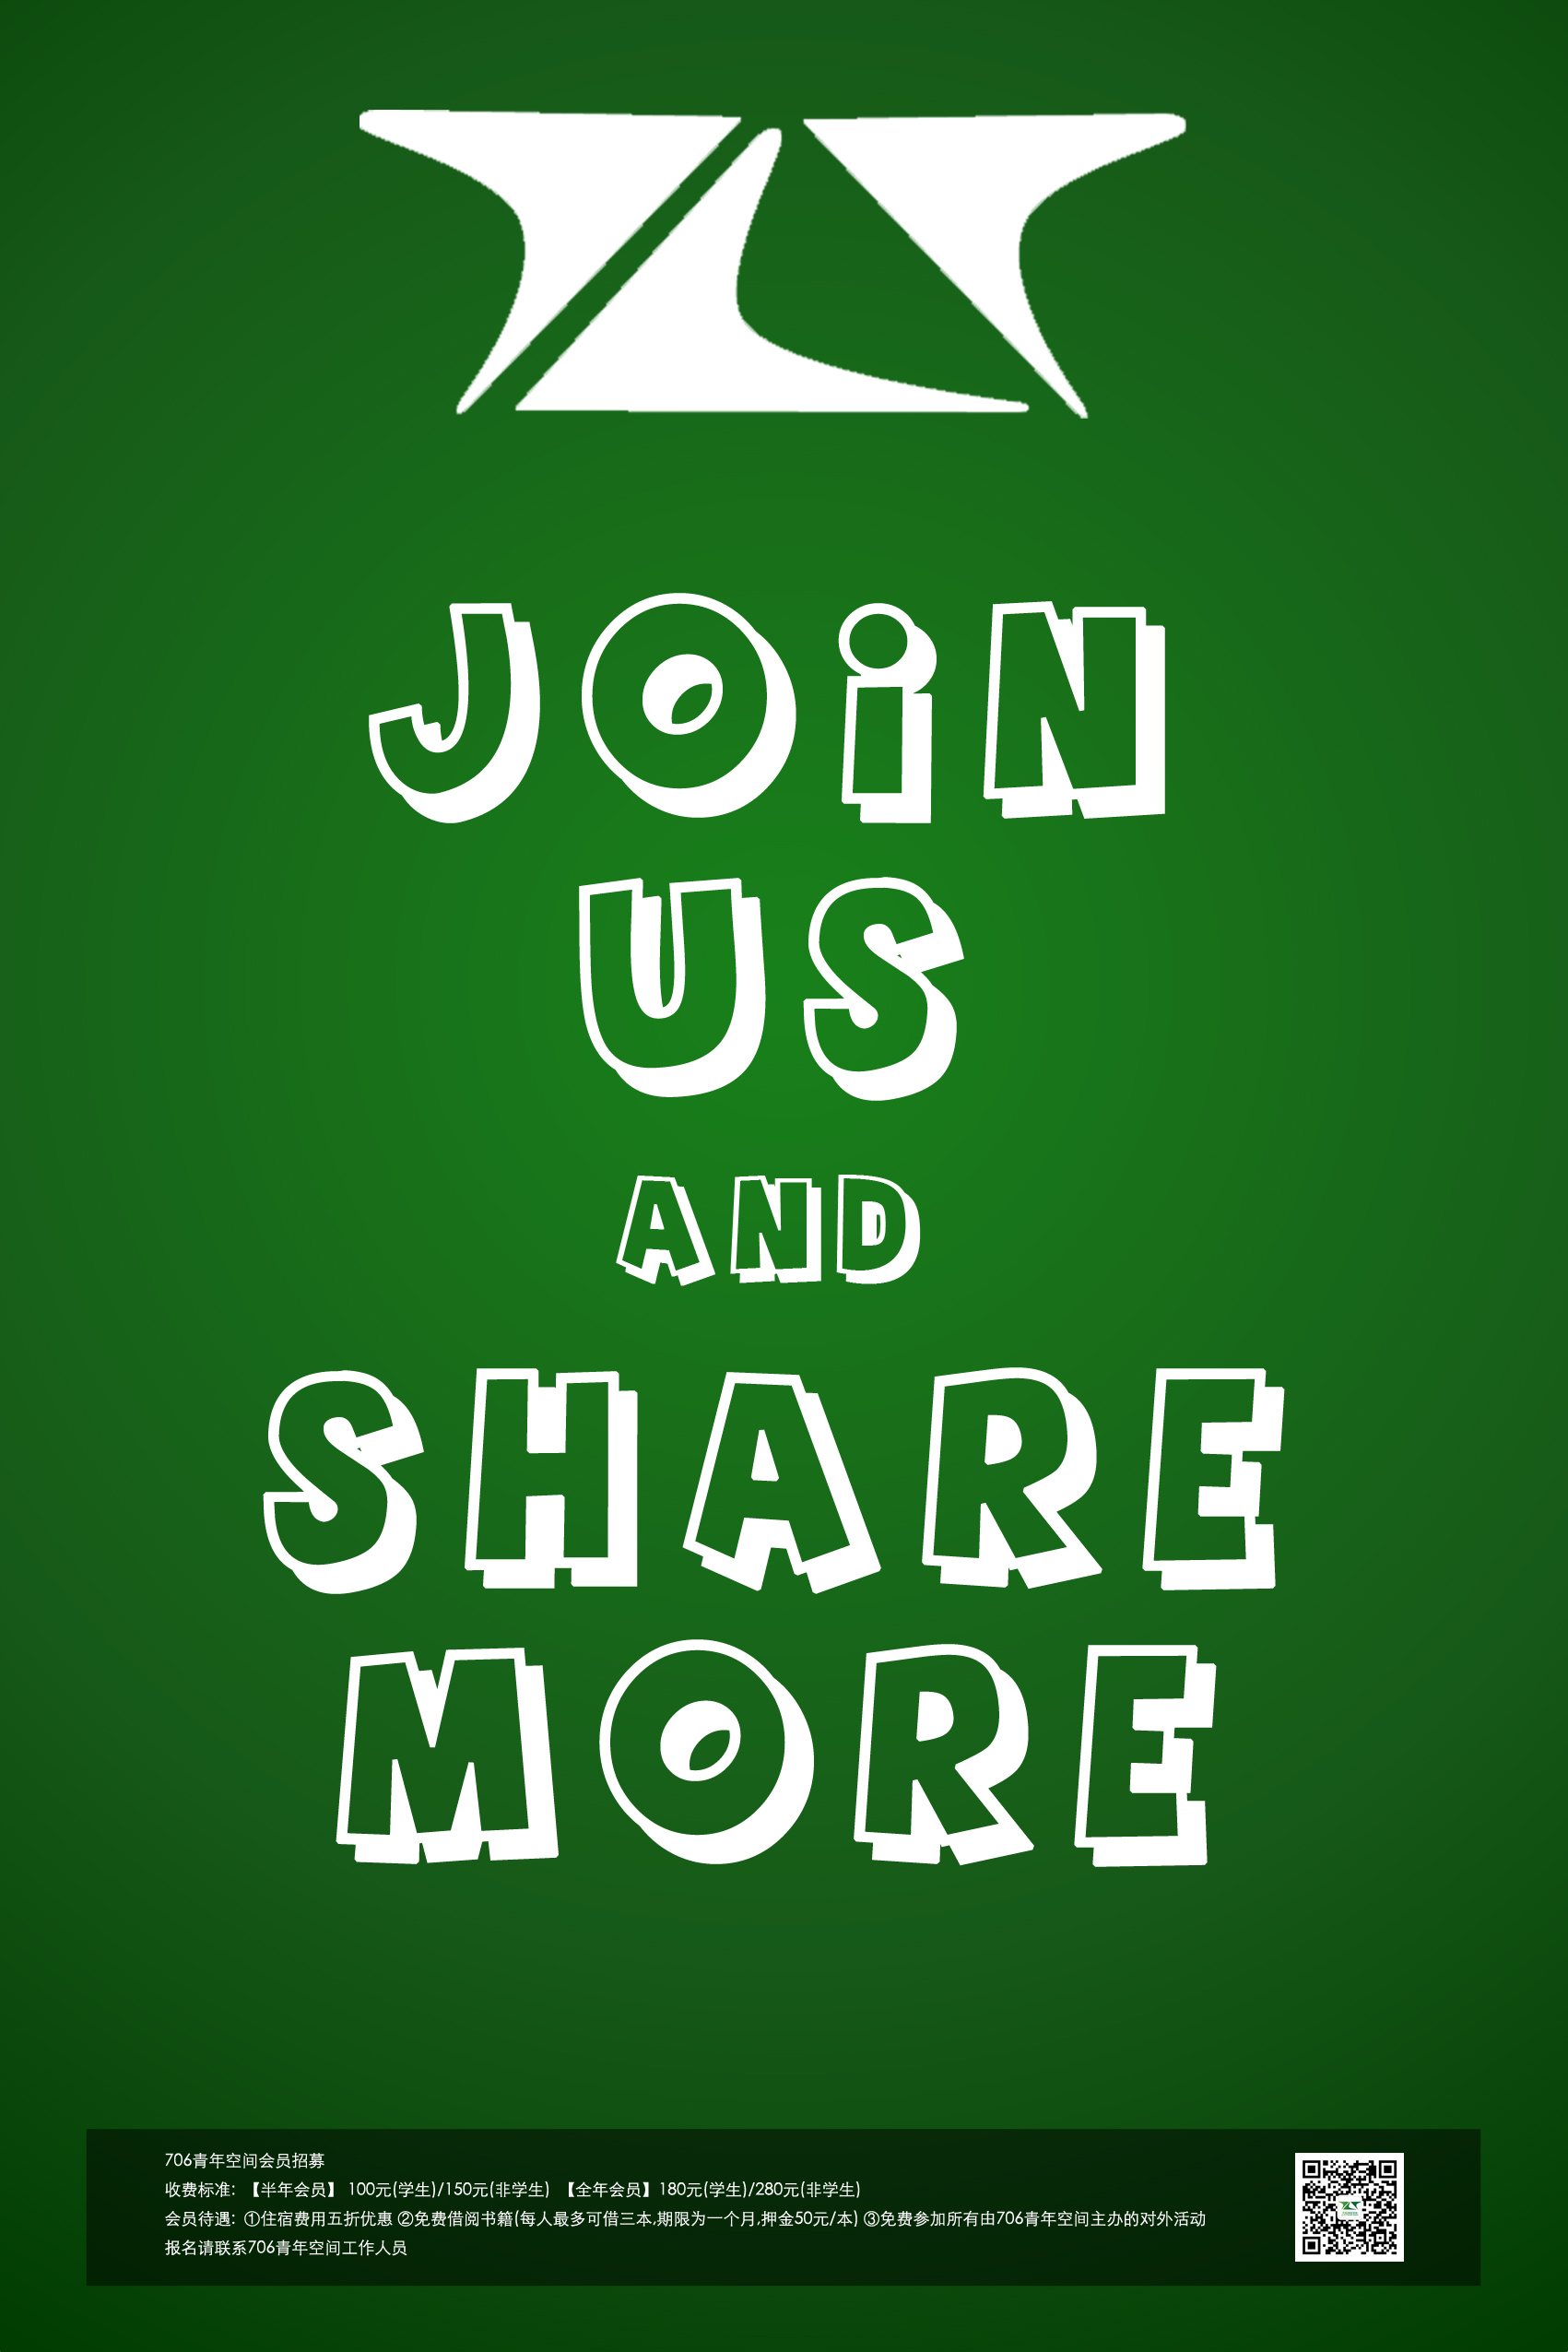 JOiN
US
AND
SHARE
MORE
706青年空间会员招募
收费标准:【半年会员】 100元(学生)/150元(非学生) 【全年会员】180元(学生)/280元(非学生)
会员待遇: ①住宿费用五折优惠 ②免费借阅书籍(每人最多可借三本,期限为一个月,押金50元/本) ③免费参加所有由706青年空间主办的对外活动
报名请联系706青年空间工作人员